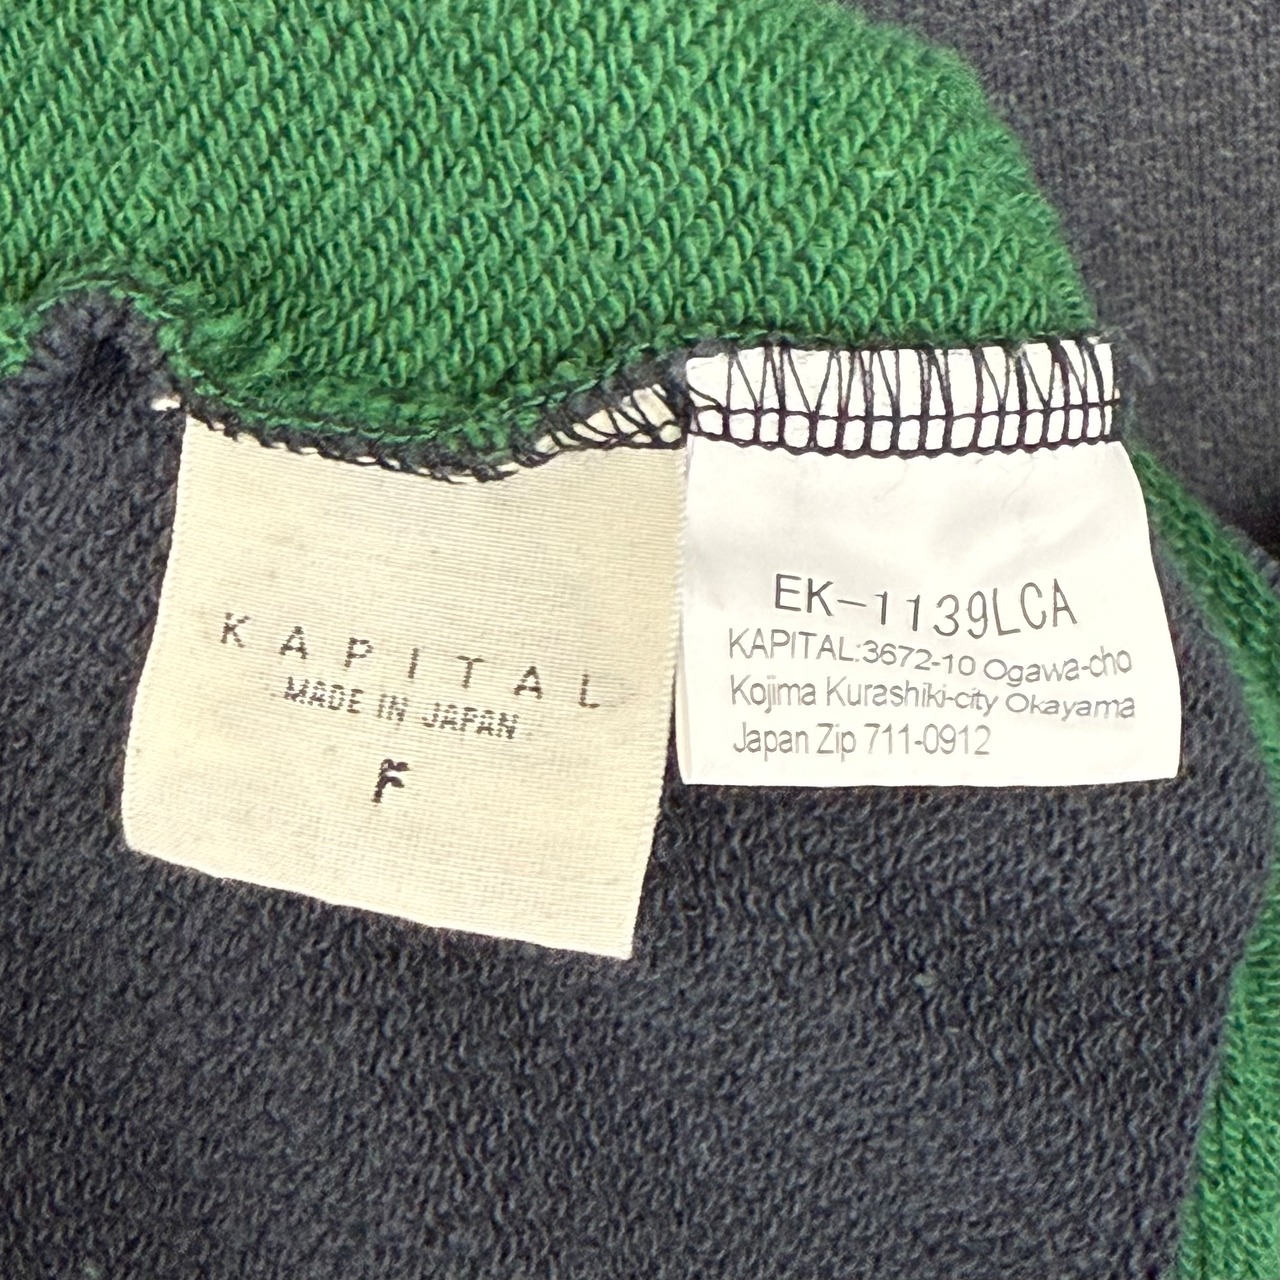 KAPITAL
MADE IN JAPAN
F
EK-1139LCA
KAPITAL:3672-10 Ogawa-cho
Kojima Kurashiki-city Okayama
Japan Zip 711-0912